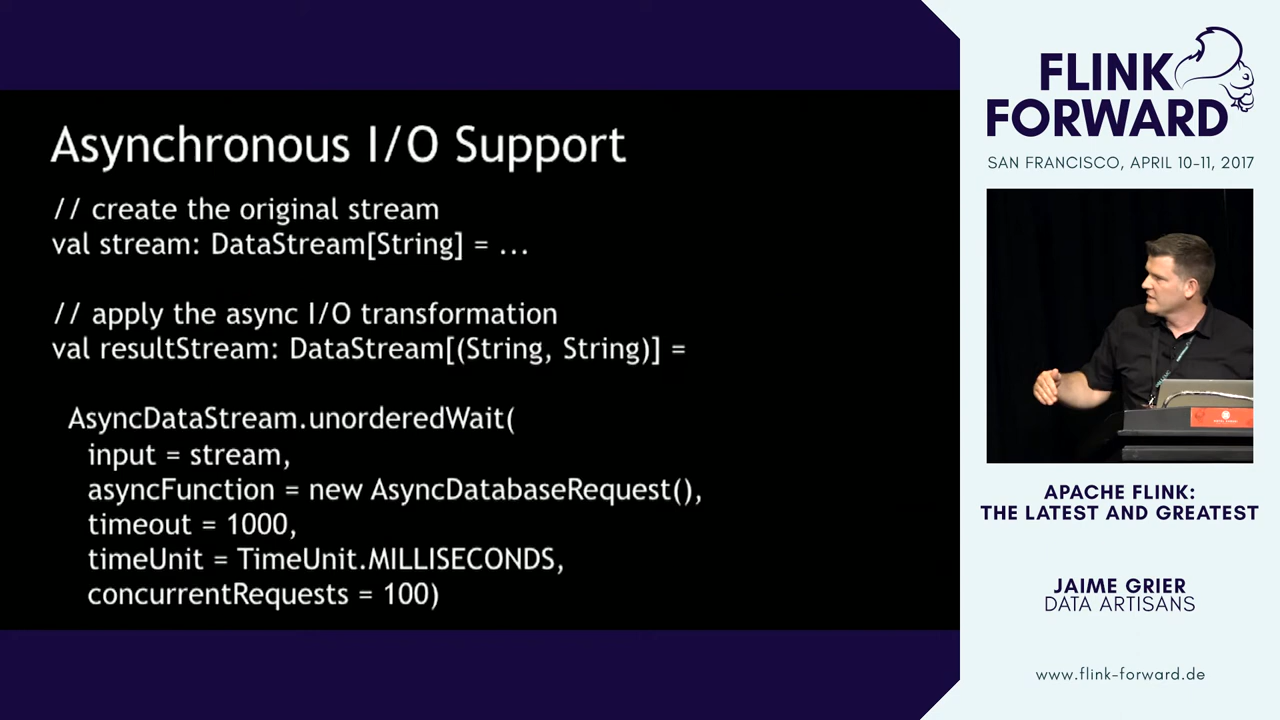 Asynchronous I/O Support
// create the original stream
val stream: DataStream[String] = ...
// apply the async I/O transformation
val resultStream: DataStream[(String, String)] =
AsyncDataStream.unorderedWait(
input = stream,
asyncFunction = new AsyncDatabaseRequest(),
timeout = 1000,
timeUnit = TimeUnit.MILLISECONDS,
concurrentRequests = 100)
FLINK
FORWARD
SAN FRANCISCO, APRIL 10-11, 2017
APACHE FLINK:
THE LATEST AND GREATEST
JAIME GRIER
DATA ARTISANS
www.flink-forward.de